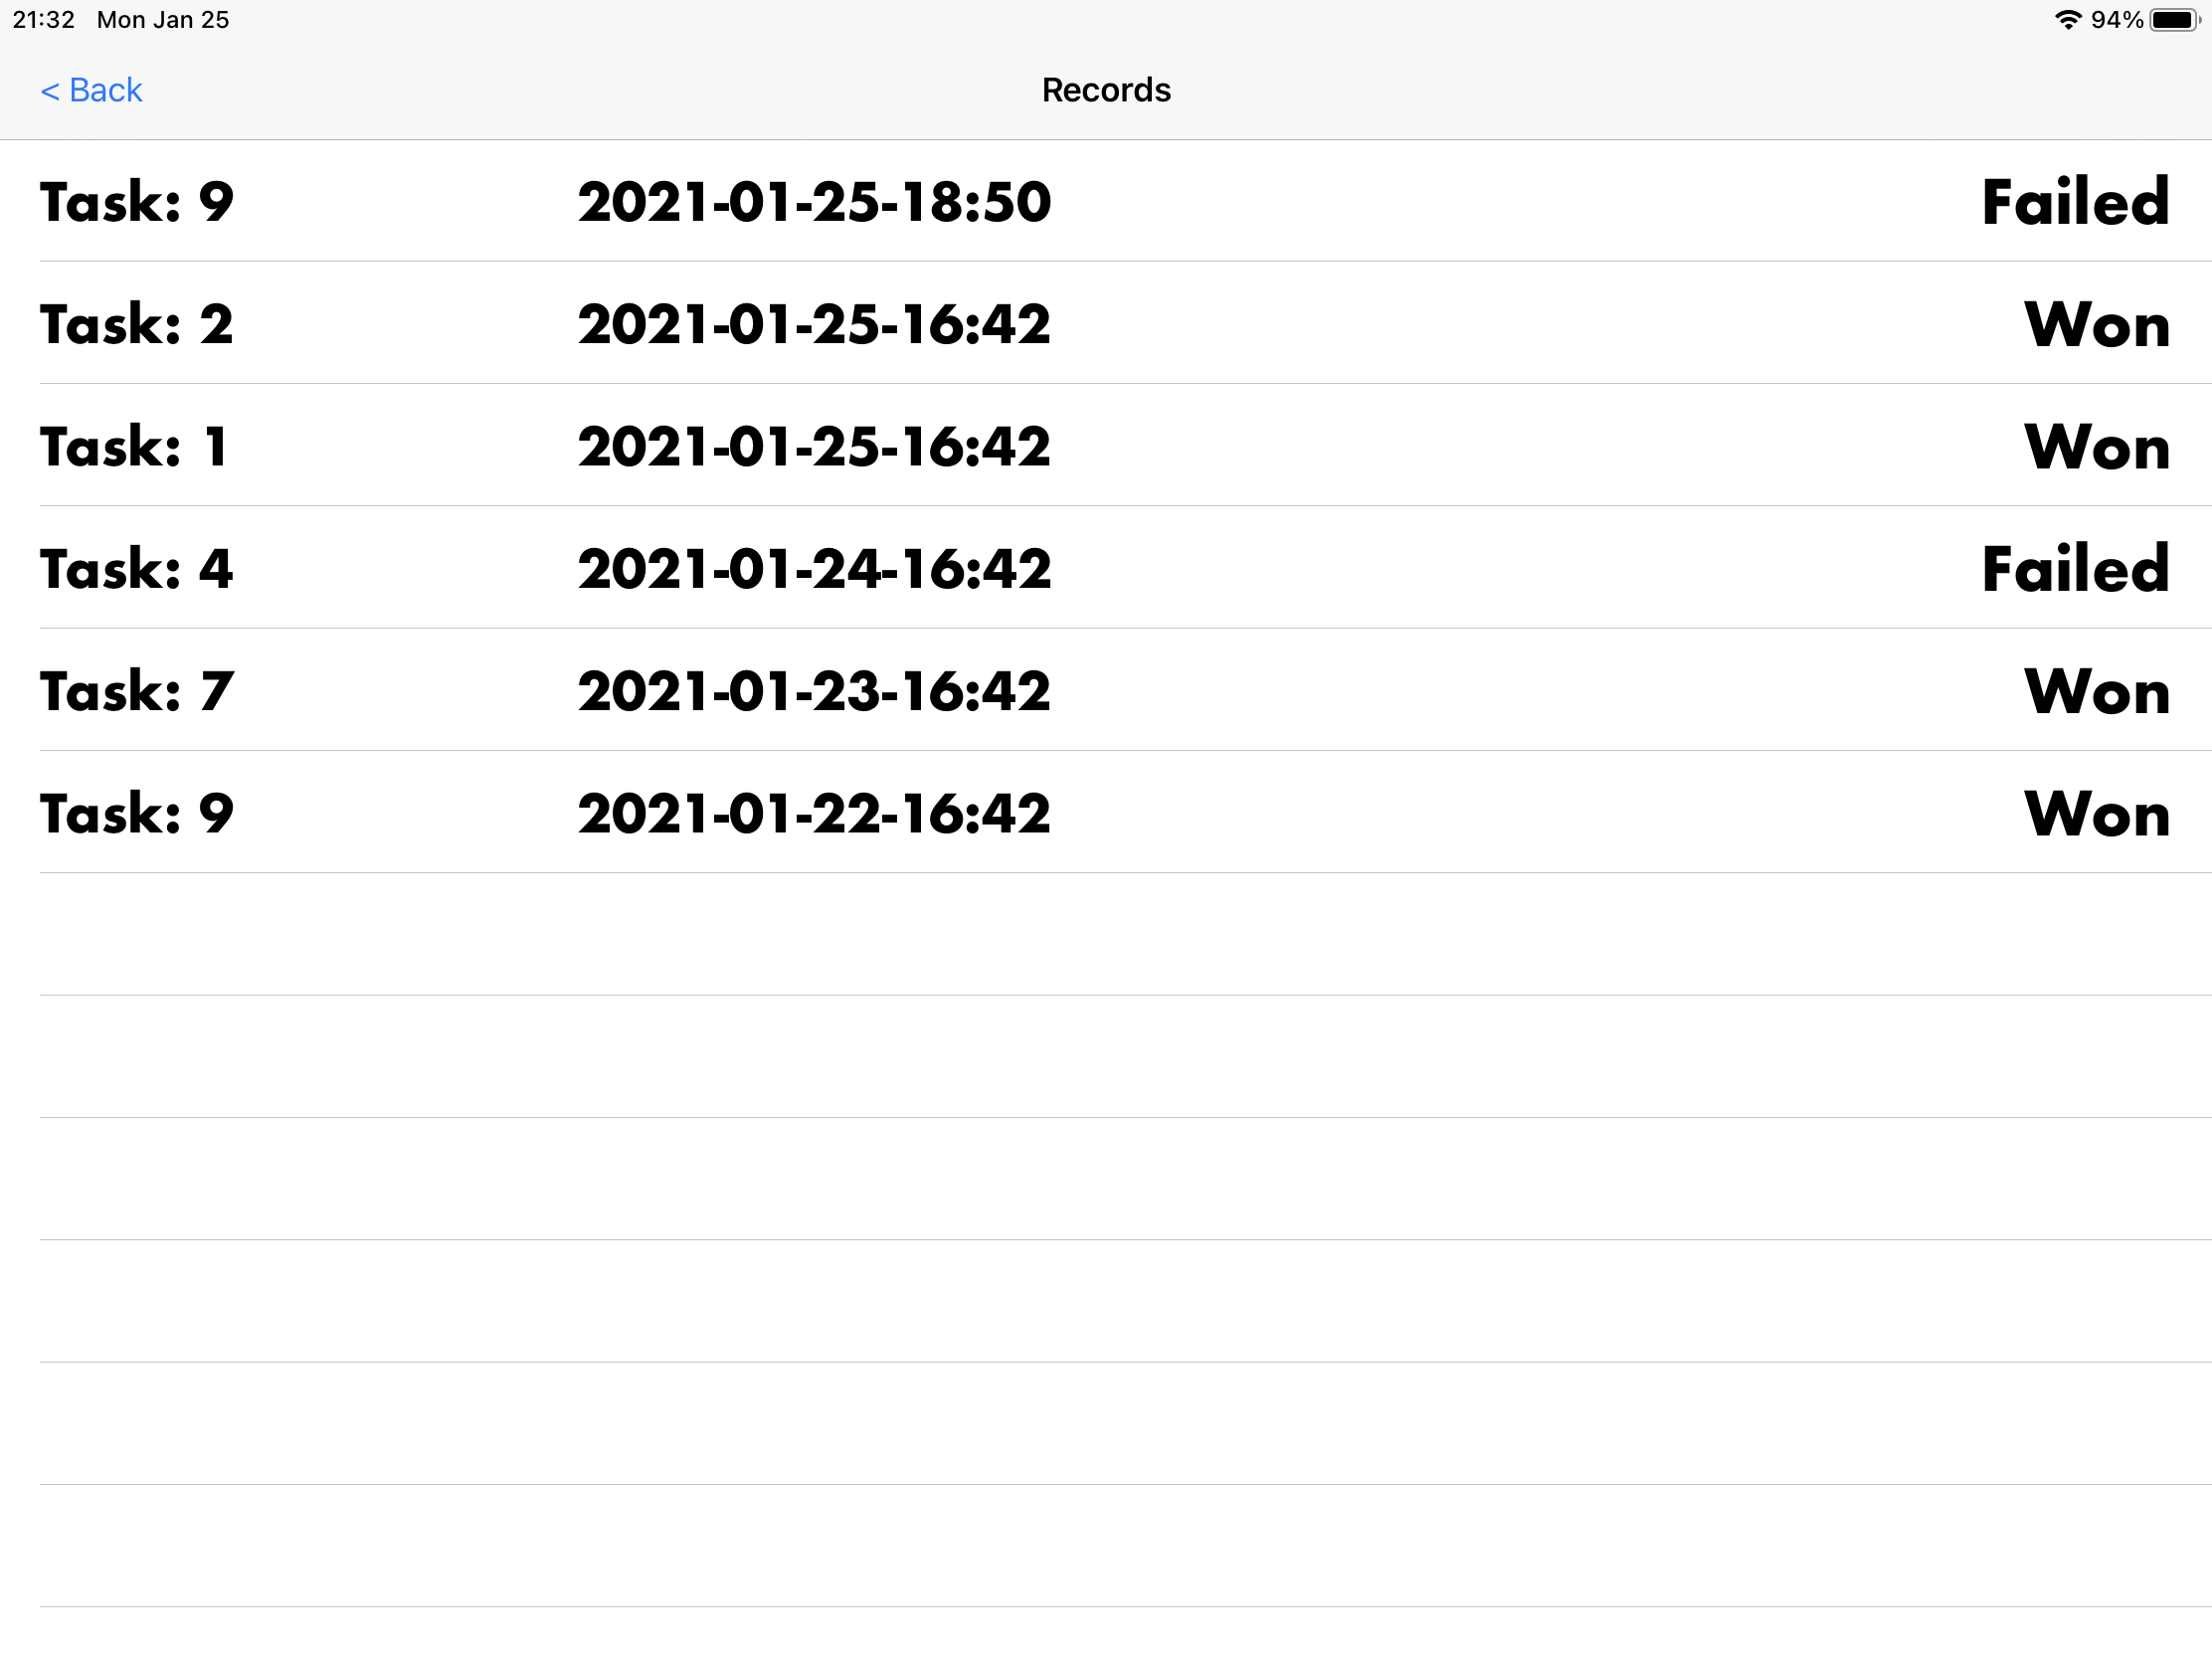 21:32 Mon Jan 25 94%
< Back Records
Task: 9 2021-01-25-18:50 Failed
Task: 2 2021-01-25-16:42 Won
Task: 1 2021-01-25-16:42 Won
Task: 4 2021-01-24-16:42 Failed
Task: 7 2021-01-23-16:42 Won
Task: 9 2021-01-22-16:42 Won